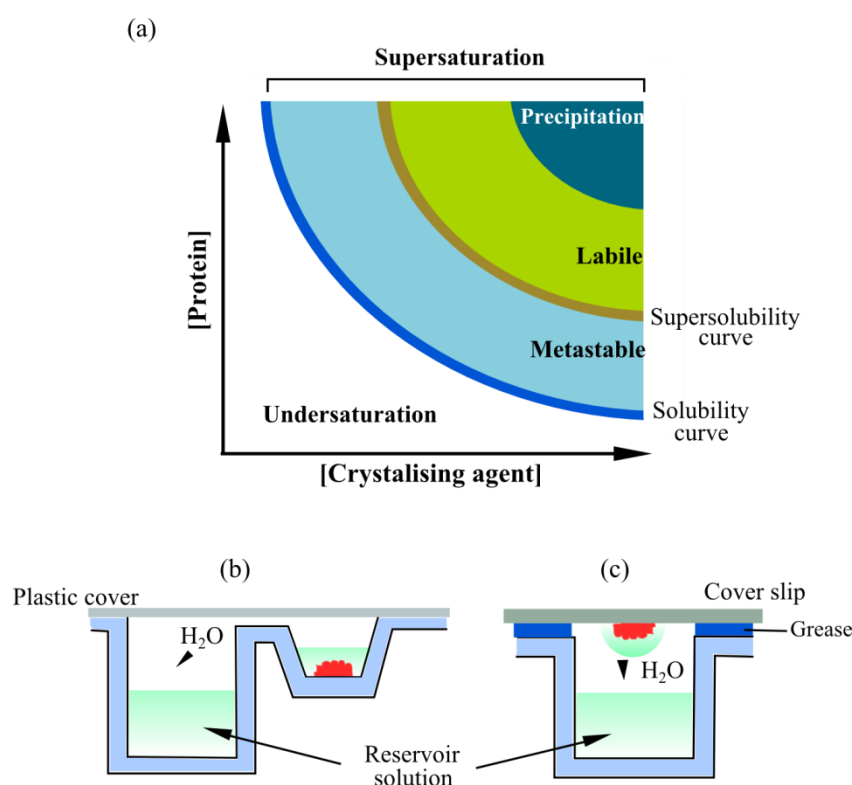 (a)
Supersaturation
Precipitation
[Protein]
Labile
Supersolubility
curve
Metastable
Undersaturation
Solubility
curve
[Crystalising agent]
(b)
(c)
Plastic cover
Cover slip
H₂O
Grease
H₂O
Reservoir
solution